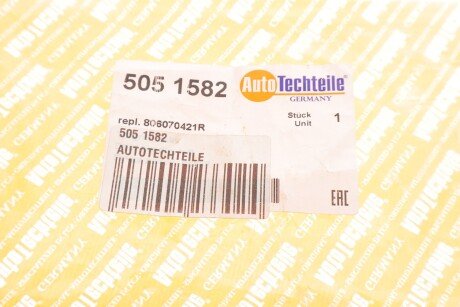 505 1582
AutoTechteile®
GERMANY
repl. 806070421R
Stuck
Unit
1
505 1582
AUTOTECHTEILE
EAC